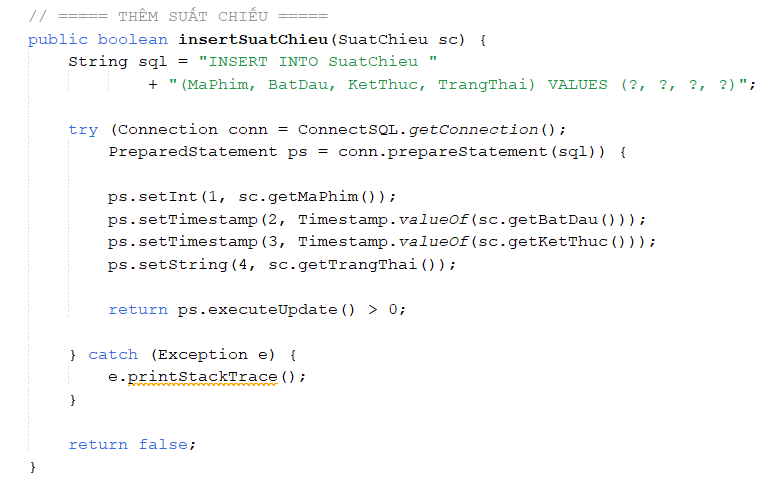 // ===== THÊM SUẤT CHIẾU =====
public boolean insertSuatChieu(SuatChieu sc) {
    String sql = "INSERT INTO SuatChieu "
            + "(MaPhim, BatDau, KetThuc, TrangThai) VALUES (?, ?, ?, ?)";
    try (Connection conn = ConnectSQL.getConnection();
        PreparedStatement ps = conn.prepareStatement(sql)) {
        ps.setInt(1, sc.getMaPhim());
        ps.setTimestamp(2, Timestamp.valueOf(sc.getBatDau()));
        ps.setTimestamp(3, Timestamp.valueOf(sc.getKetThuc()));
        ps.setString(4, sc.getTrangThai());
        return ps.executeUpdate() > 0;
    } catch (Exception e) {
        e.printStackTrace();
    }
    return false;
}